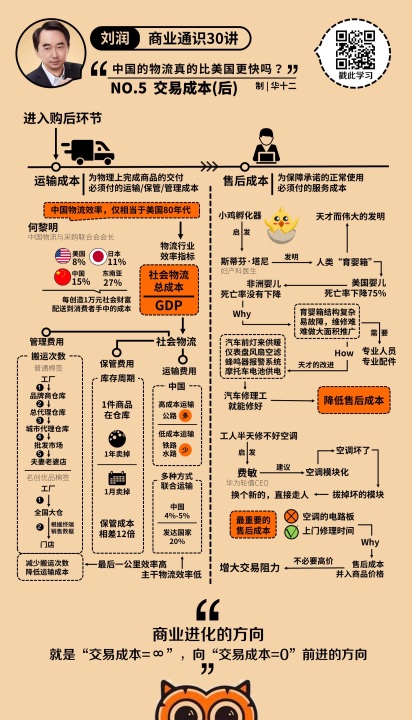 刘润
商业通识30讲
中国的物流真的比美国更快吗？
NO.5 交易成本(后)
制 | 华十二
戳此学习
进入购后环节
运输成本
为物理上完成商品的交付
必须付的运输/保管/管理成本
售后成本
为保障承诺的正常使用
必须付的服务成本
中国物流效率，仅相当于美国80年代
何黎明
中国物流与采购联合会会长
美国
8%
日本
11%
中国
15%
东南亚
27%
每创造1万元社会财富
配送到消费者手中的成本
物流行业
效率指标
社会物流
总成本
GDP
社会物流
管理费用
搬运次数
普通棉签
工厂
1
品牌商仓库
2
总代理仓库
3
城市代理仓库
4
批发市场
5
夫妻老婆店
名创优品棉签
工厂
1
全国大仓
2
根据终端
销售数据
门店
减少搬运次数
降低运输成本
保管费用
库存周期
1件商品
在仓库
1年卖掉
1月卖掉
保管成本
相差12倍
运输费用
中国
高成本运输
公路
多
低成本运输
铁路
水路
少
多种方式
联合运输
中国
4%-5%
发达国家
20%
最后一公里效率高
主干物流效率低
小鸡孵化器
启发
斯蒂芬·塔尼
妇产科医生
发明
人类“育婴箱”
天才而伟大的发明
非洲婴儿
死亡率没有下降
美国婴儿
死亡率下降75%
Why
育婴箱结构复杂
易故障，维修难
难做大面积推广
需要
专业人员
专业配件
How
天才的改进
汽车前灯来供暖
仪表盘风扇空滤
蜂鸣器报警系统
摩托车电池供电
汽车修理工
就能修好
降低售后成本
工人半天修不好空调
启发
费敏
华为轮值CEO
建议
空调模块化
空调坏了
拔掉坏的模块
换个新的，直接走人
最重要的
售后成本
空调的电路板
上门修理时间
Why
售后成本
并入商品价格
不必要高价
增大交易阻力
商业进化的方向
就是“交易成本=∞”，向“交易成本=0”前进的方向